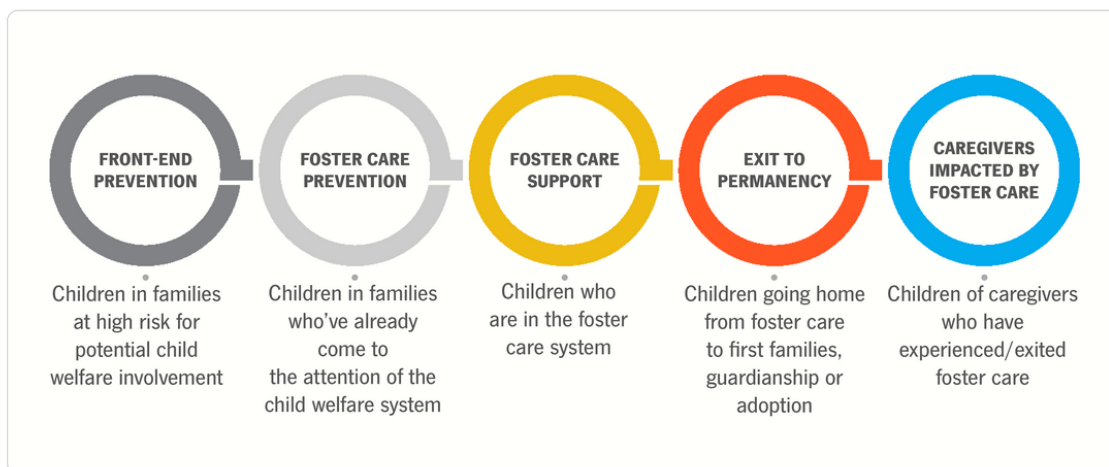 FRONT-END
PREVENTION
Children in families
at high risk for
potential child
welfare involvement
FOSTER CARE
PREVENTION
Children in families
who've already
come to
the attention of the
child welfare system
FOSTER CARE
SUPPORT
Children who
are in the foster
care system
EXIT TO
PERMANENCY
Children going home
from foster care
to first families,
guardianship or
adoption
CAREGIVERS
IMPACTED BY
FOSTER CARE
Children of caregivers
who have
experienced/exited
foster care